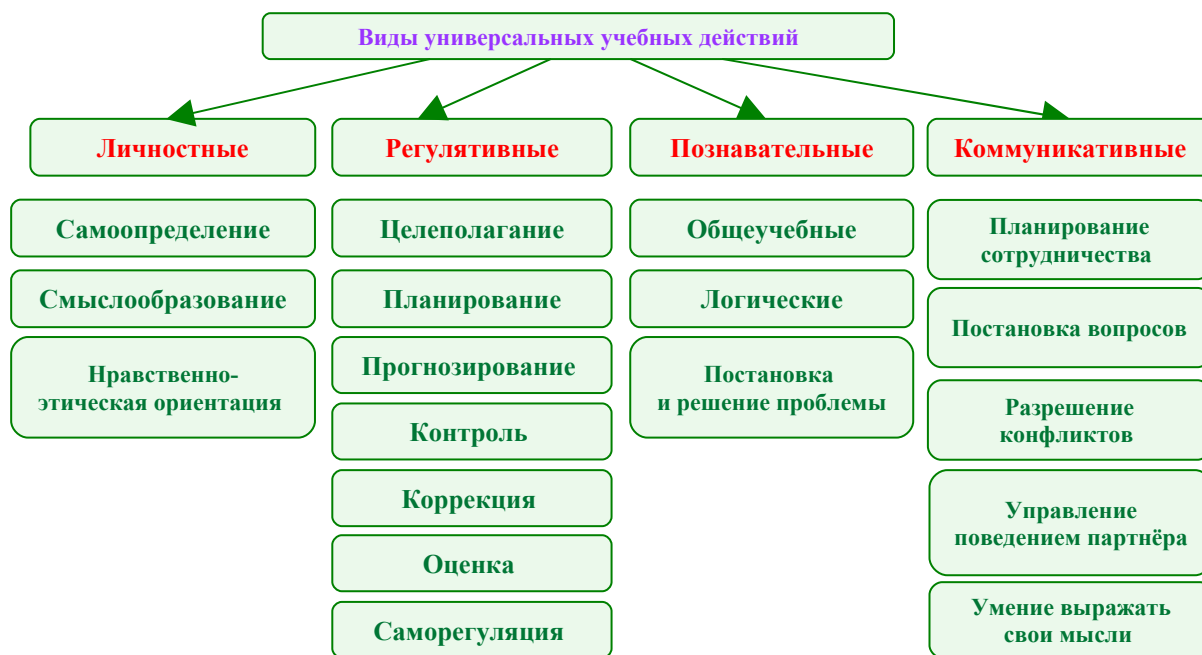 Виды универсальных учебных действий
Личностные
Регулятивные
Познавательные
Коммуникативные
Самоопределение
Смыслообразование
Нравственно-
этическая ориентация
Целеполагание
Планирование
Прогнозирование
Контроль
Коррекция
Оценка
Саморегуляция
Общеучебные
Логические
Постановка
и решение проблемы
Планирование
сотрудничества
Постановка вопросов
Разрешение
конфликтов
Управление
поведением партнёра
Умение выражать
свои мысли